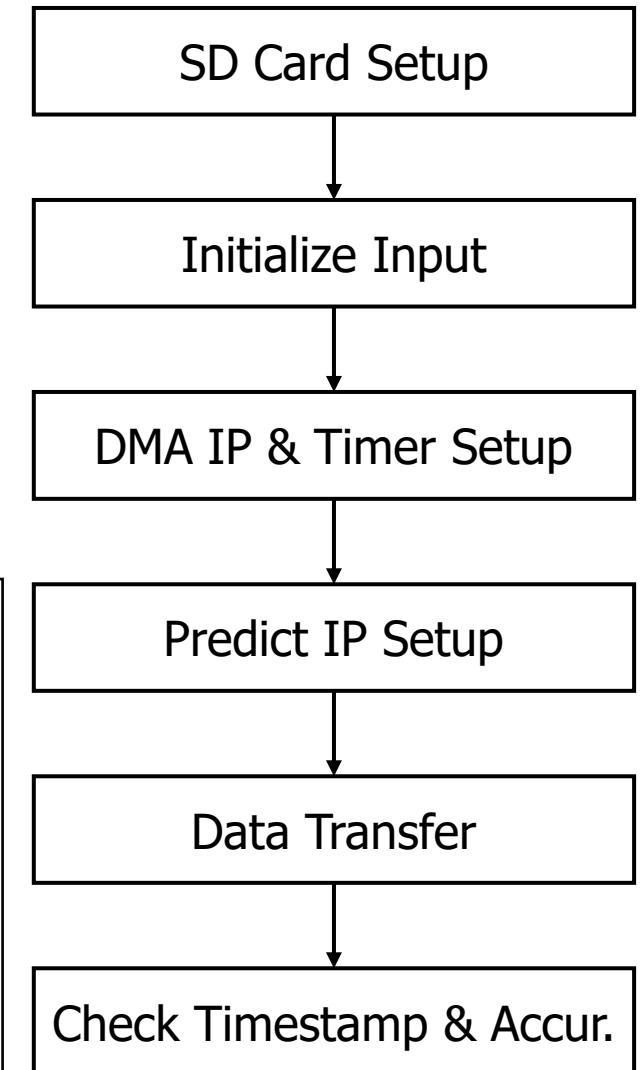 SD Card Setup
Initialize Input
DMA IP & Timer Setup
Predict IP Setup
Data Transfer
Check Timestamp & Accur.